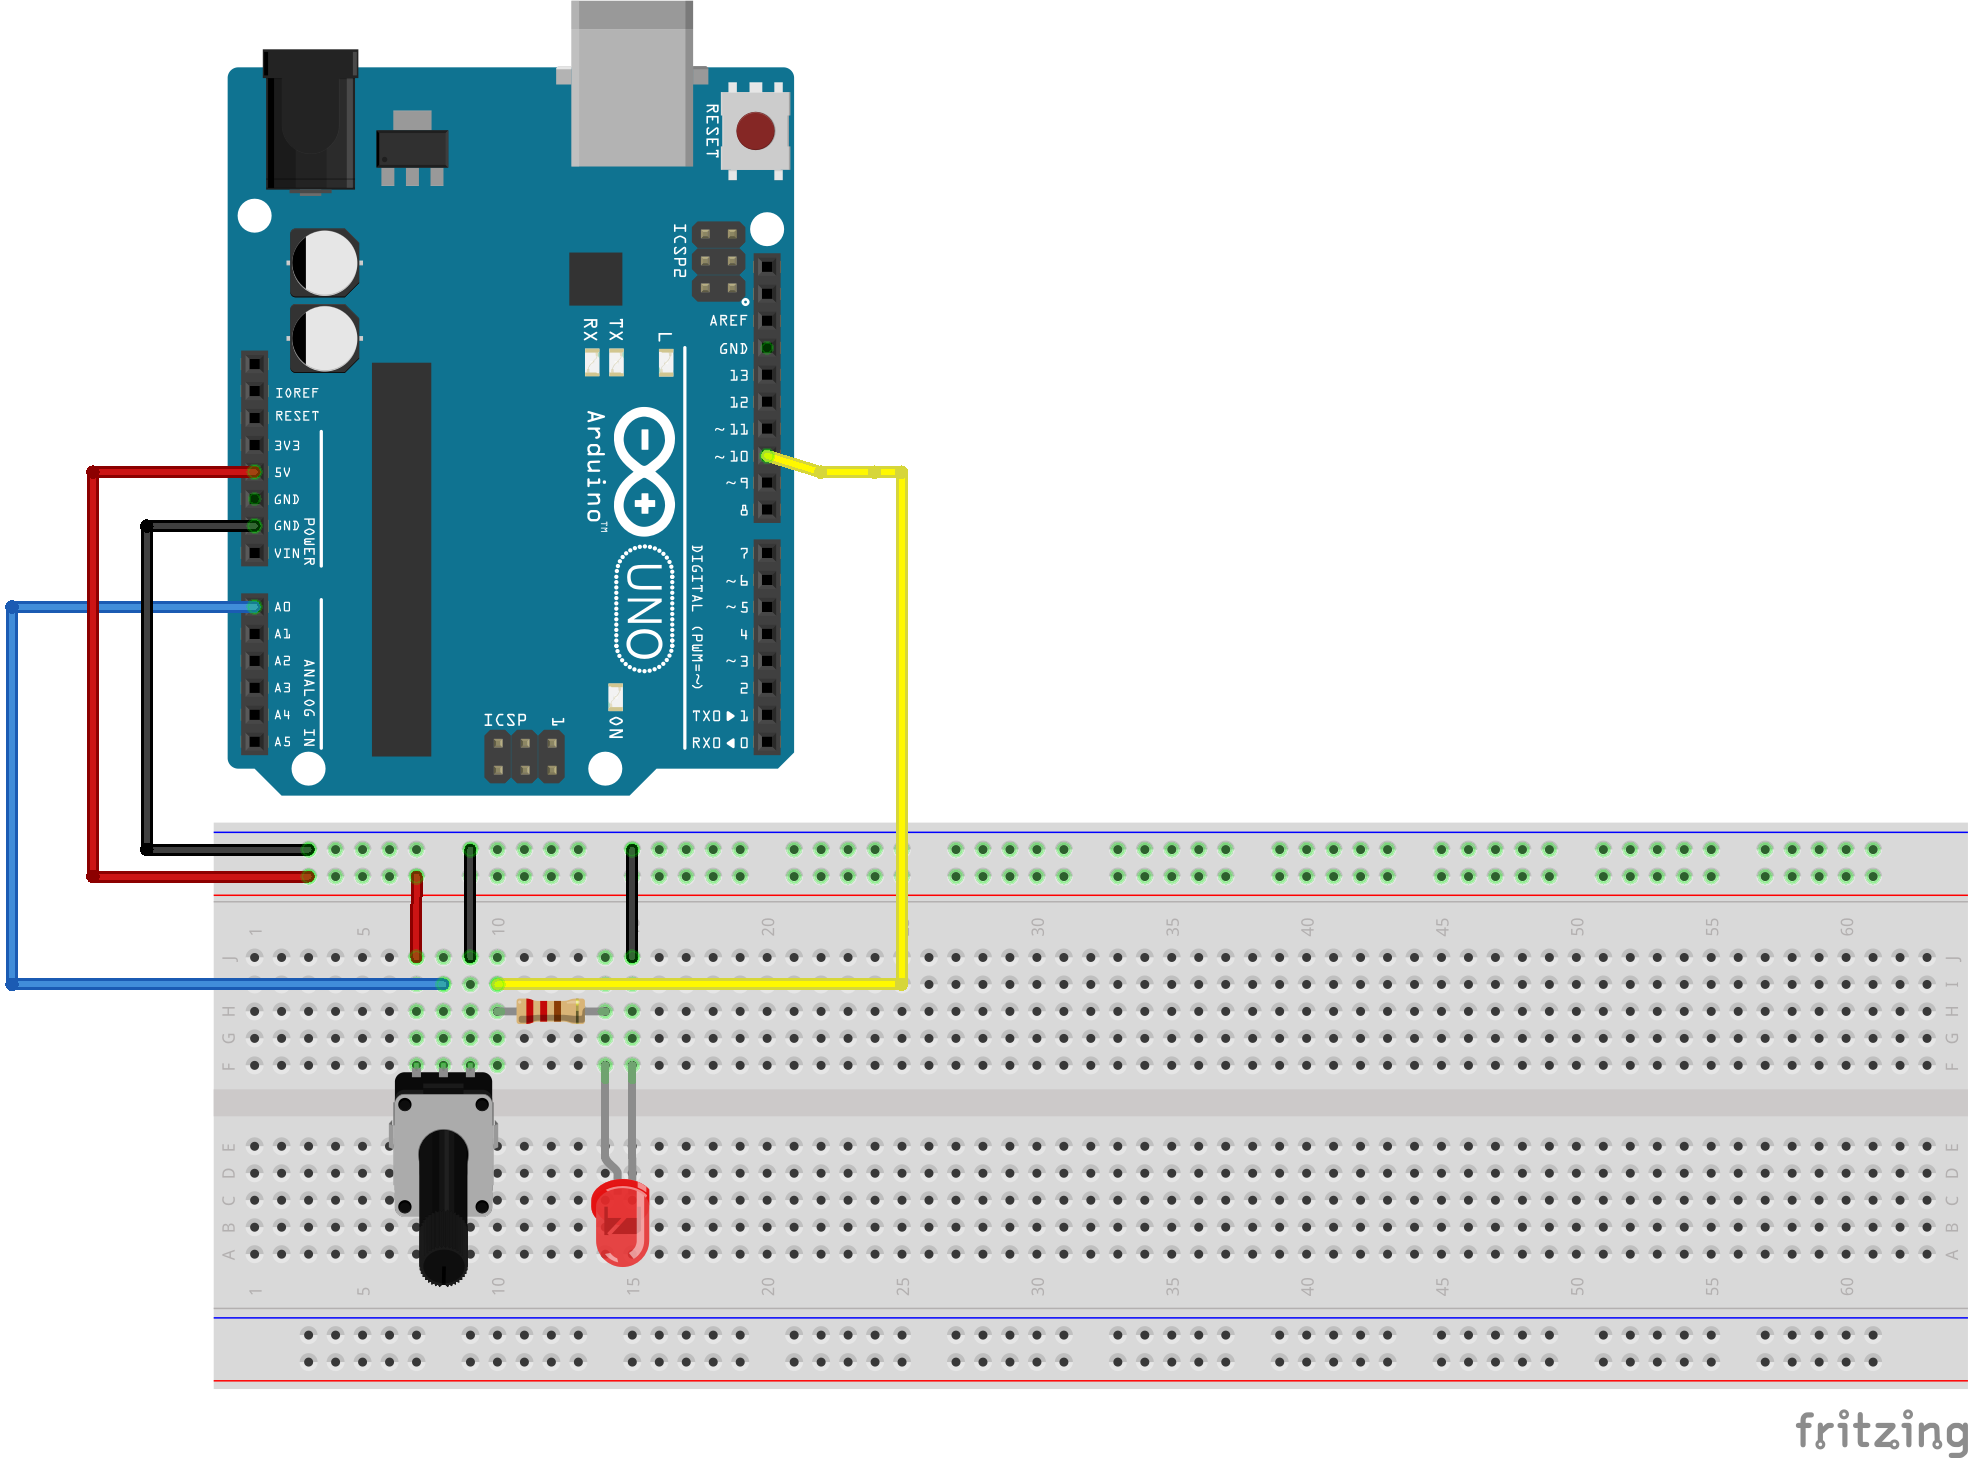 RESET
ICSP2
AREF
GND
13
12
~11
~10
~9
8
RX
TX
L
IOREF
RESET
3V3
5V
GND
GND
VIN
POWER
A0
A1
A2
A3
A4
A5
ANALOG IN
Arduino™
UNO
DIGITAL (PWM=~)
7
~6
~5
4
~3
2
TX0▶1
RX0◀0
ICSP
1
ON
1 5 10 20 30 35 40 45 50 55 60
J J
I I
H H
G G
F F
E E
D D
C C
B B
A A
1 5 10 15 20 25 30 35 40 45 50 55 60
fritzing